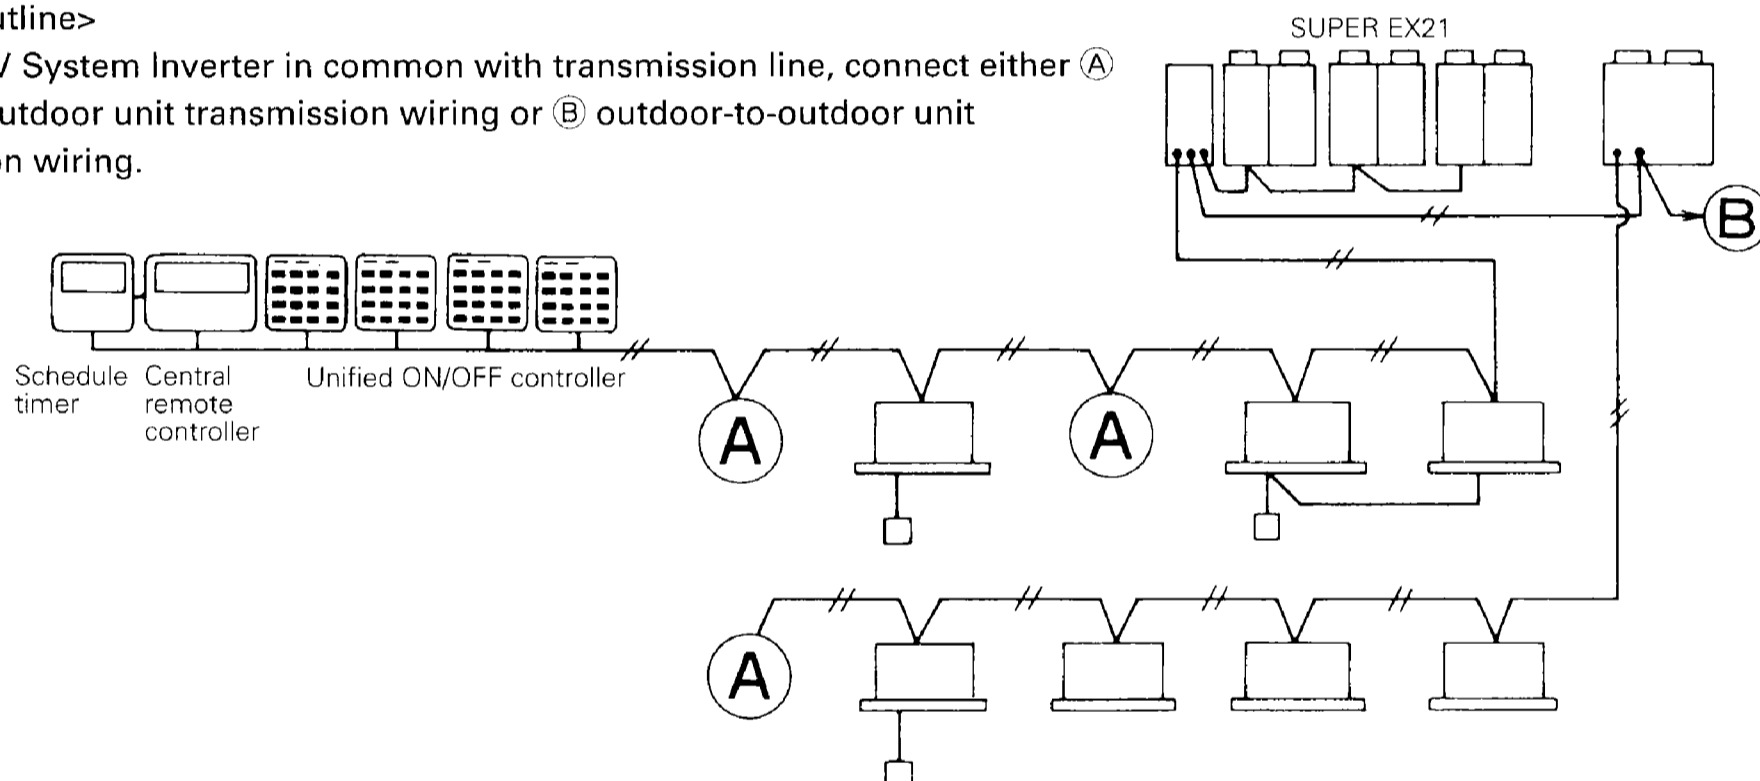 utline>
V System Inverter in common with transmission line, connect either Ⓐ
utdoor unit transmission wiring or Ⓑ outdoor-to-outdoor unit
on wiring.
SUPER EX21
B
Schedule timer
Central remote controller
Unified ON/OFF controller
A
A
A